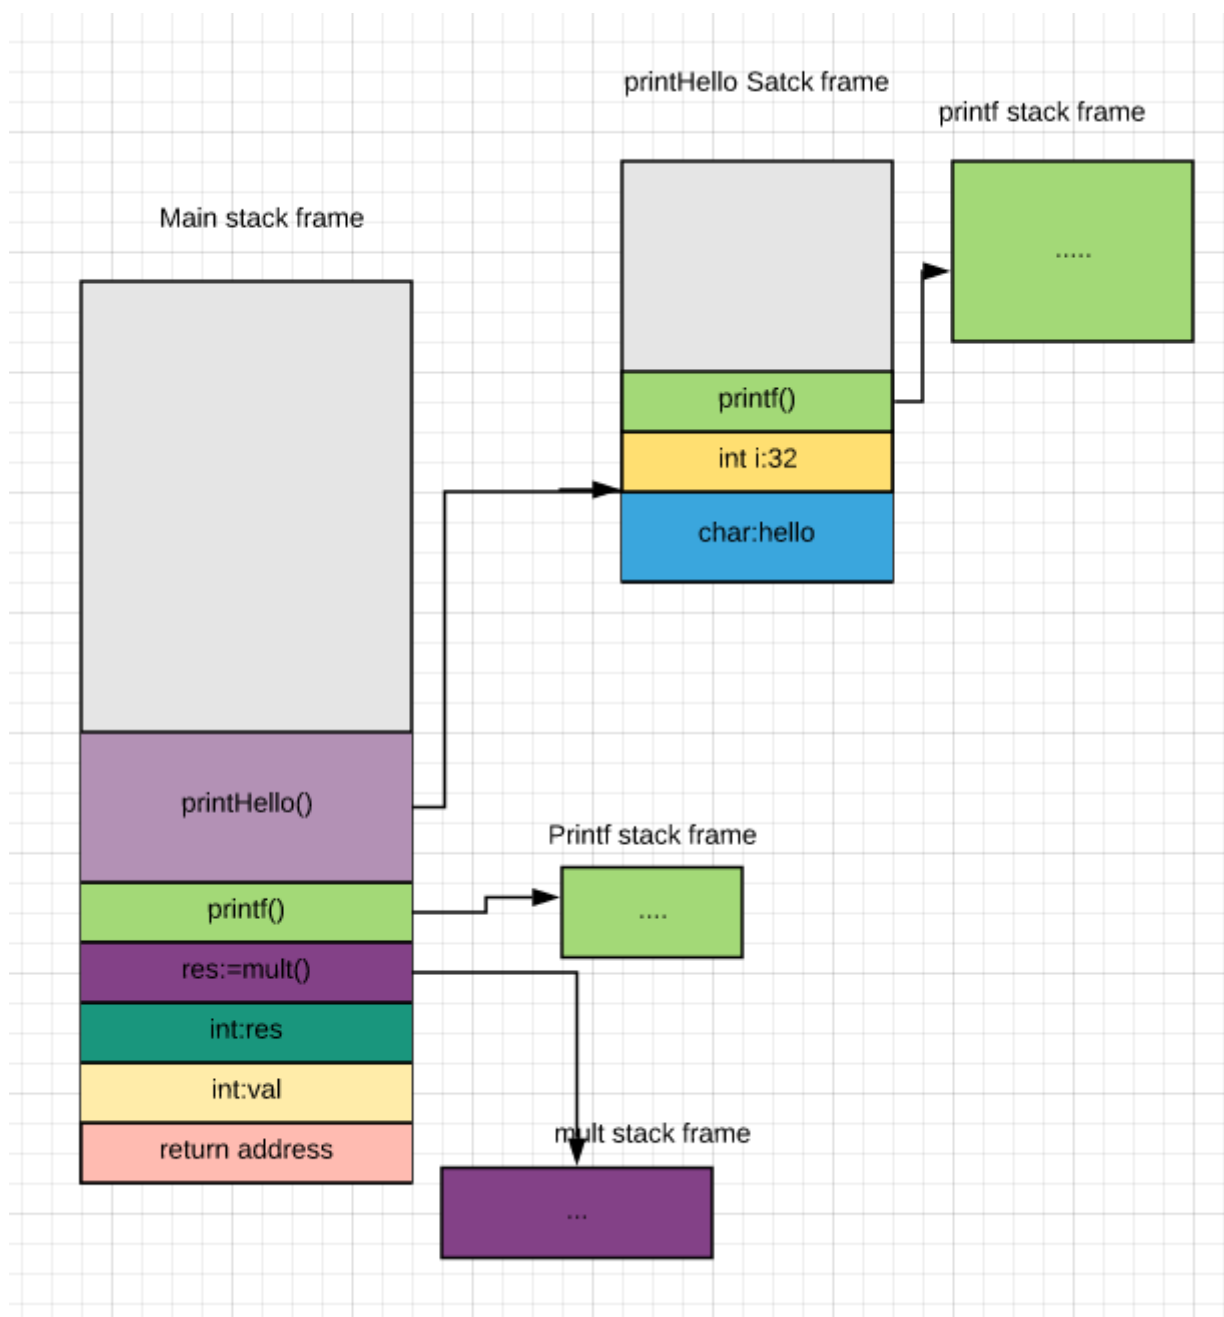 printHello Satck frame
printf stack frame
Main stack frame
.....
printf()
int i:32
char:hello
printHello()
Printf stack frame
printf()
....
res:=mult()
int:res
int:val
mult stack frame
return address
...